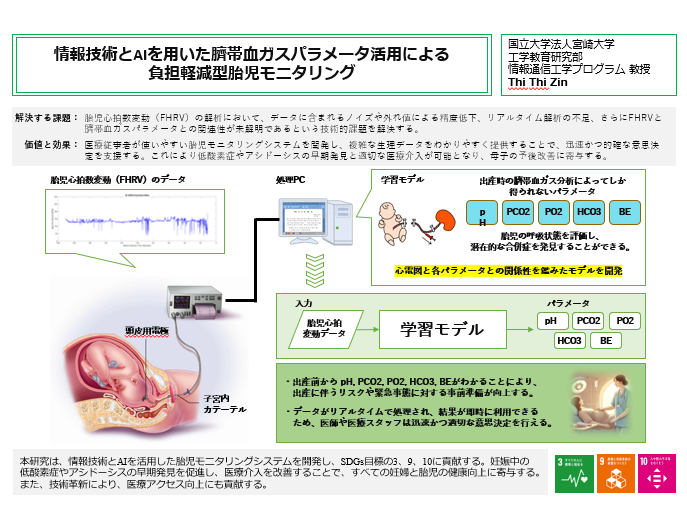 情報技術とAIを用いた臍帯血ガスパラメータ活用による
負担軽減型胎児モニタリング
国立大学法人宮崎大学
工学教育研究部
情報通信工学プログラム 教授
Thi Thi Zin
解決する課題： 胎児心拍数変動（FHRV）の解析において、データに含まれるノイズや外れ値による精度低下、リアルタイム解析の不足、さらにFHRVと
臍帯血ガスパラメータとの関連性が未解明であるという技術的課題を解決する。
価値と効果： 医療従事者が使いやすい胎児モニタリングシステムを開発し、複雑な生理データをわかりやすく提供することで、迅速かつ的確な意思決
定を支援する。これにより低酸素症やアシドーシスの早期発見と適切な医療介入が可能となり、母子の予後改善に寄与する。
胎児心拍数変動（FHRV）のデータ
処理PC
学習モデル
出産時の臍帯血ガス分析によってしか
得られないパラメータ
p
H
PCO2
PO2
HCO3
BE
胎児の呼吸状態を評価し、
潜在的な合併症を発見することができる。
心電図と各パラメータとの関係性を鑑みたモデルを開発
頭皮用電極
子宮内
カテーテル
入力
胎児心拍
変動データ
学習モデル
パラメータ
pH
PCO2
PO2
HCO3
BE
・出産前から pH, PCO2, PO2, HCO3, BEがわかることにより、
出産に伴うリスクや緊急事態に対する事前準備が向上する。
・データがリアルタイムで処理され、結果が即時に利用できる
ため、医師や医療スタッフは迅速かつ適切な意思決定を行える。
本研究は、情報技術とAIを活用した胎児モニタリングシステムを開発し、SDGs目標の3、9、10に貢献する。妊娠中の
低酸素症やアシドーシスの早期発見を促進し、医療介入を改善することで、すべての妊婦と胎児の健康向上に寄与する。
また、技術革新により、医療アクセス向上にも貢献する。
3
9
10